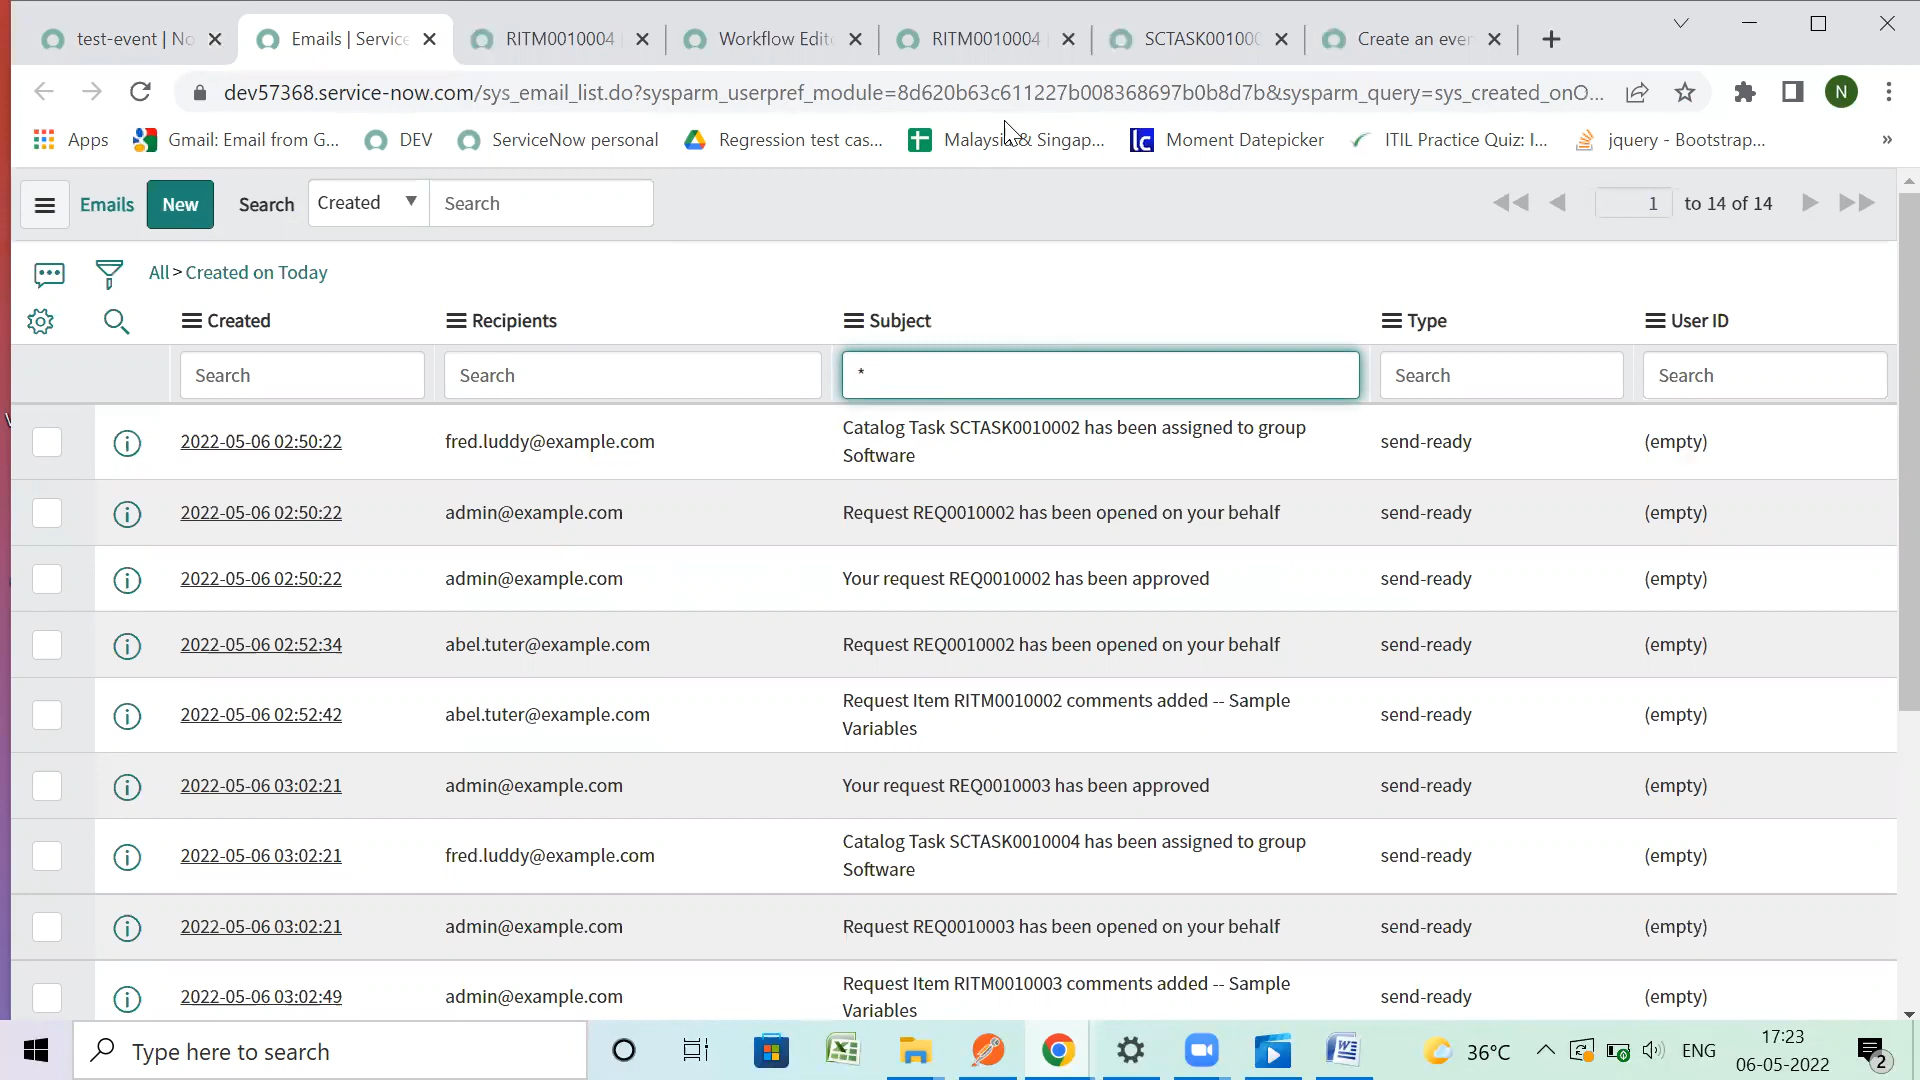 test-event | No
Emails | Service
RITM0010004
Workflow Edit
RITM0010004
SCTASK001000
Create an ever
dev57368.service-now.com/sys_email_list.do?sysparm_userpref_module=8d620b63c611227b008368697b0b8d7b&sysparm_query=sys_created_onO...
N
Apps
Gmail: Email from G...
DEV
ServiceNow personal
Regression test cas...
Malaysia & Singap...
lc
Moment Datepicker
ITIL Practice Quiz: I...
jquery - Bootstrap...
»
Emails
New
Search
Created
Search
1 to 14 of 14
All > Created on Today
Created Recipients Subject Type User ID
Search Search * Search Search
2022-05-06 02:50:22 fred.luddy@example.com Catalog Task SCTASK0010002 has been assigned to group send-ready (empty)
Software
2022-05-06 02:50:22 admin@example.com Request REQ0010002 has been opened on your behalf send-ready (empty)
2022-05-06 02:50:22 admin@example.com Your request REQ0010002 has been approved send-ready (empty)
2022-05-06 02:52:34 abel.tuter@example.com Request REQ0010002 has been opened on your behalf send-ready (empty)
2022-05-06 02:52:42 abel.tuter@example.com Request Item RITM0010002 comments added -- Sample send-ready (empty)
Variables
2022-05-06 03:02:21 admin@example.com Your request REQ0010003 has been approved send-ready (empty)
2022-05-06 03:02:21 fred.luddy@example.com Catalog Task SCTASK0010004 has been assigned to group send-ready (empty)
Software
2022-05-06 03:02:21 admin@example.com Request REQ0010003 has been opened on your behalf send-ready (empty)
2022-05-06 03:02:49 admin@example.com Request Item RITM0010003 comments added -- Sample send-ready (empty)
Variables
Type here to search
36°C
ENG
17:23
06-05-2022
2